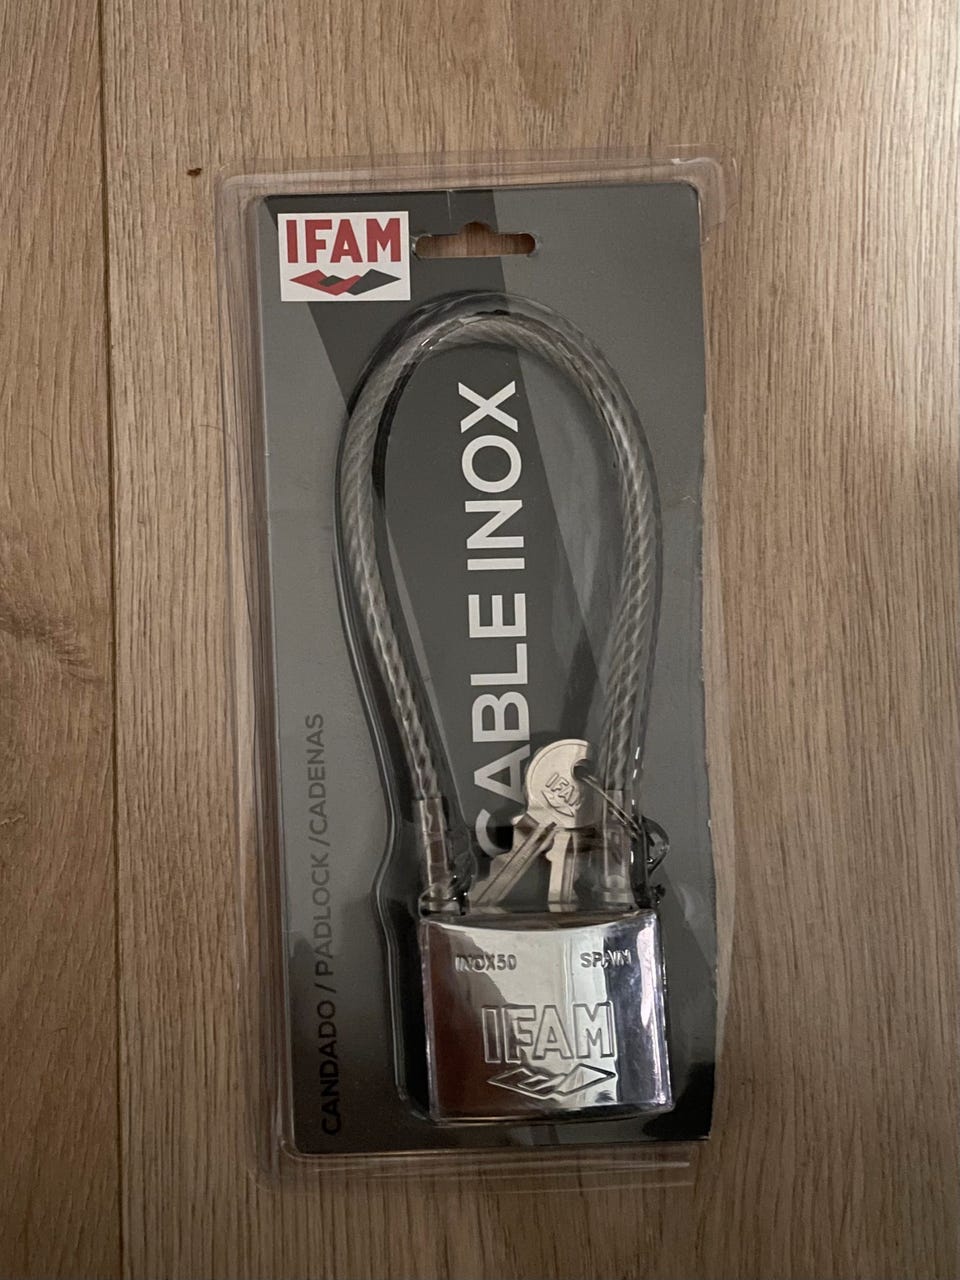 IFAM
CABLE INOX
CANDADO / PADLOCK /CADENAS
IFAM
INOX50
SPAIN
IFAM